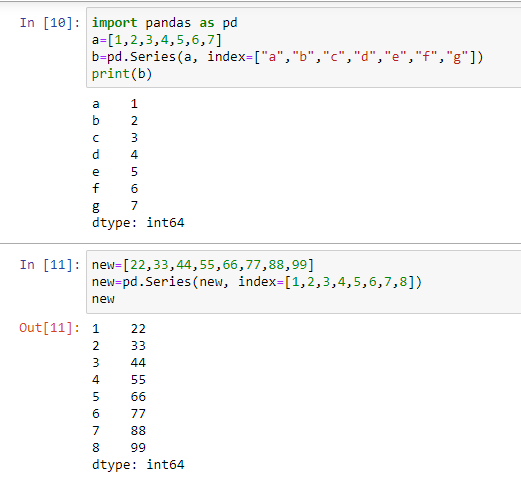 In [10]: import pandas as pd
a=[1,2,3,4,5,6,7]
b=pd.Series(a, index=["a","b","c","d","e","f","g"])
print(b)
a    1
b    2
c    3
d    4
e    5
f    6
g    7
dtype: int64
In [11]: new=[22,33,44,55,66,77,88,99]
new=pd.Series(new, index=[1,2,3,4,5,6,7,8])
new
Out[11]: 1    22
2    33
3    44
4    55
5    66
6    77
7    88
8    99
dtype: int64